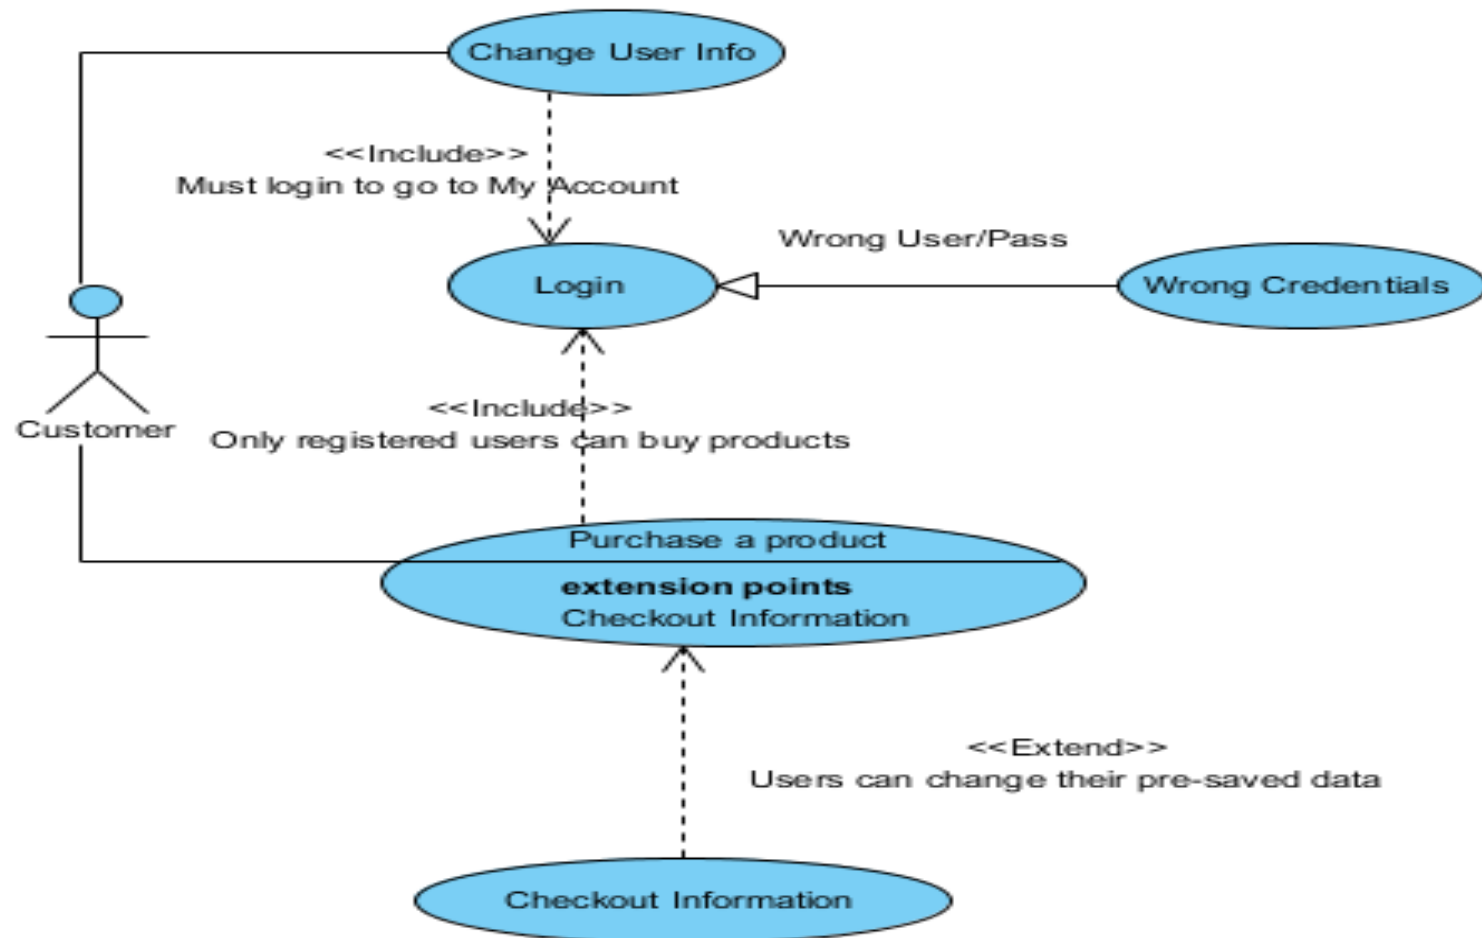 Change User Info
<<Include>>
Must login to go to My Account
Wrong User/Pass
Login
Wrong Credentials
<<Include>>
Customer
Only registered users can buy products
Purchase a product
extension points
Checkout Information
<<Extend>>
Users can change their pre-saved data
Checkout Information